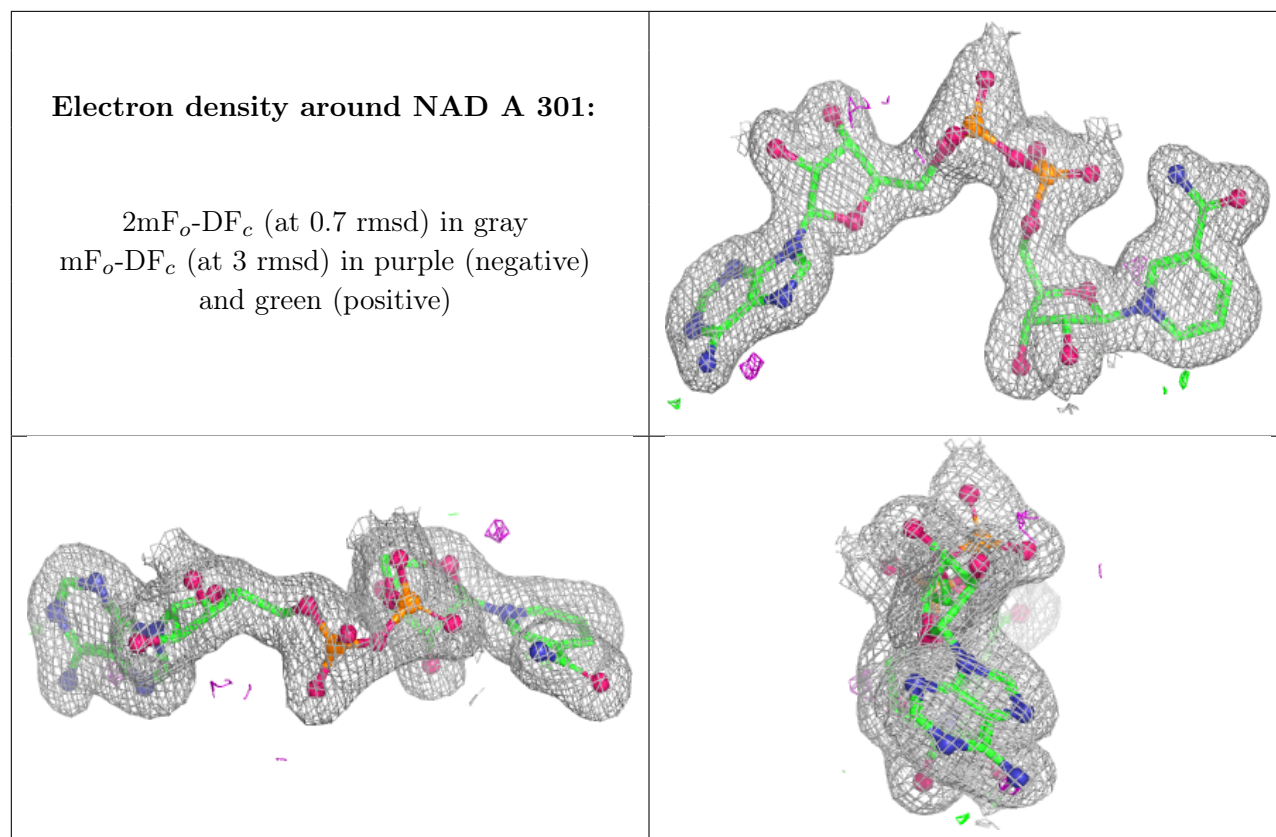 Electron density around NAD A 301:
2mFo-DFc (at 0.7 rmsd) in gray
mFo-DFc (at 3 rmsd) in purple (negative)
and green (positive)